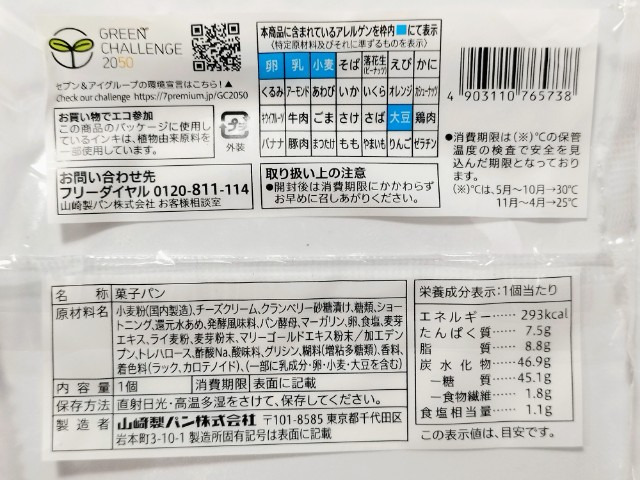 GREEN
CHALLENGE
2050
セブン&アイグループの環境宣言はこちら!▲
Check our challenge https://7premium.jp/GC2050
お買い物でエコ参加
この商品のパッケージに使用し
ているインキは、植物由来原料を
一部使用しています。
プラ
外装
お問い合わせ先
フリーダイヤル 0120-811-114
山崎製パン株式会社 お客様相談室
本商品に含まれているアレルゲンを枠内■にて表示
(特定原材料及びそれに準ずるものを表示)
卵 乳 小麦 そば 落花生(ピーナッツ) えび かに
くるみ アーモンド あわび いか いくら オレンジ カシューナッツ
キウイフルーツ 牛肉 ごま さけ さば 大豆 鶏肉
バナナ 豚肉 まつたけ もも やまいも りんご ゼラチン
取り扱い上の注意
●開封後は消費期限にかかわらず
お早めに召しあがりください。
4 903110 765738
●消費期限は(※)℃の保管
温度の検査で安全を見
込んだ期限となっており
ます。
(※)℃は、5月〜10月→30℃
11月〜4月→25℃
名 称 菓子パン
原材料名 小麦粉(国内製造)、チーズクリーム、クランベリー砂糖漬け、糖類、ショー
トニング、還元水あめ、発酵風味料、パン酵母、マーガリン、卵、食塩、麦芽
エキス、ライ麦粉、麦芽粉末、マリーゴールドエキス粉末/加工デン
プン、トレハロース、酢酸Na、酸味料、グリシン、糊料(増粘多糖類)、香料、
着色料(ラック、カロテノイド)、(一部に乳成分・卵・小麦・大豆を含む)
内 容 量 1個 消費期限 表面に記載
保存方法 直射日光・高温多湿をさけて、保存してください。
製 造 者 山崎製パン株式会社 〒101-8585 東京都千代田区
岩本町3-10-1 製造所固有記号は表面に記載
栄養成分表示:1個当たり
エネルギー……293kcal
たんぱく質………7.5g
脂 質………8.8g
炭水化物………46.9g
―糖 質………45.1g
―食物繊維………1.8g
食塩相当量………1.1g
この表示値は、目安です。